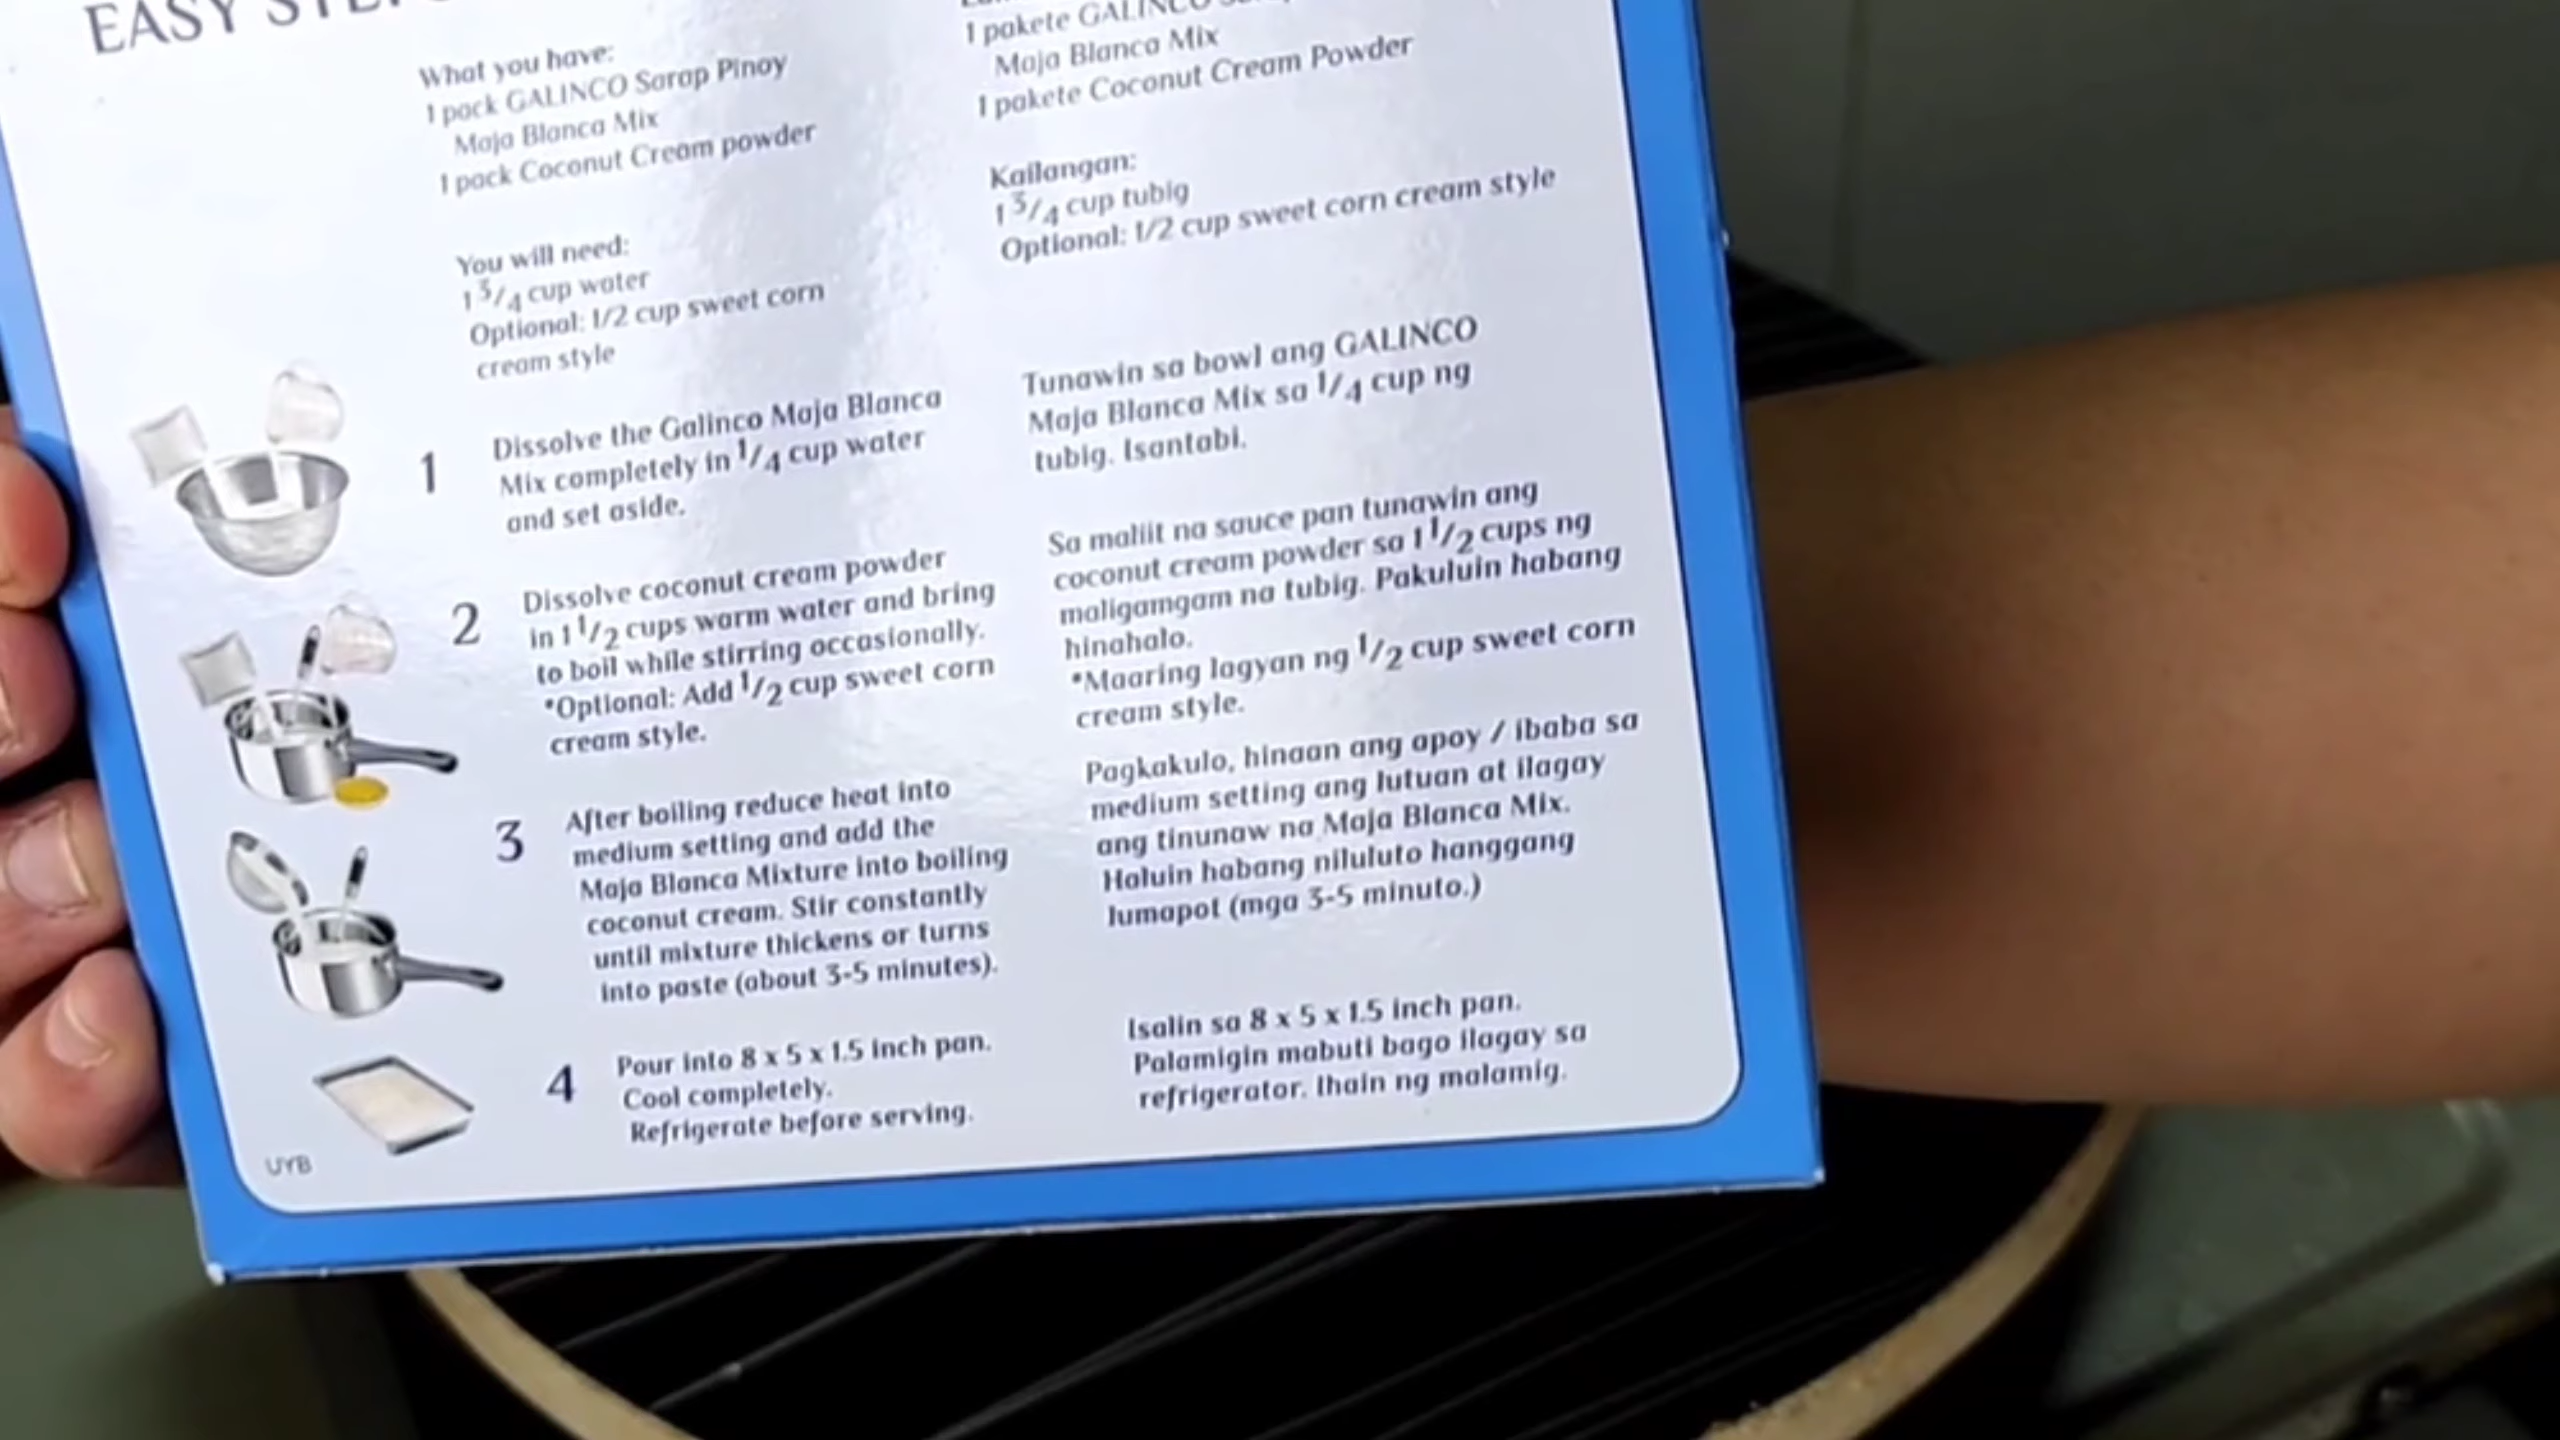 EASY
What you have:
1 pack GALINCO Sarap Pinoy
Maja Blanca Mix
1 pack Coconut Cream powder
You will need:
1 3/4 cup water
Optional: 1/2 cup sweet corn
cream style
1
Dissolve the Galinco Maja Blanca
Mix completely in 1/4 cup water
and set aside.
2
Dissolve coconut cream powder
in 1 1/2 cups warm water and bring
to boil while stirring occasionally.
*Optional: Add 1/2 cup sweet corn
cream style.
3
After boiling reduce heat into
medium setting and add the
Maja Blanca Mixture into boiling
coconut cream. Stir constantly
until mixture thickens or turns
into paste (about 3-5 minutes).
4
Pour into 8 x 5 x 1.5 inch pan.
Cool completely.
Refrigerate before serving.
UYB
1 pakete GALINCO
Maja Blanca Mix
1 pakete Coconut Cream Powder
Kailangan:
1 3/4 cup tubig
Optional: 1/2 cup sweet corn cream style
Tunawin sa bowl ang GALINCO
Maja Blanca Mix sa 1/4 cup ng
tubig. Isantabi.
Sa maliit na sauce pan tunawin ang
coconut cream powder sa 1 1/2 cups ng
maligamgam na tubig. Pakuluin habang
hinahalo.
*Maaring lagyan ng 1/2 cup sweet corn
cream style.
Pagkakulo, hinaan ang apoy / ibaba sa
medium setting ang lutuan at ilagay
ang tinunaw na Maja Blanca Mix.
Haluin habang niluluto hanggang
lumapot (mga 3-5 minuto.)
Isalin sa 8 x 5 x 1.5 inch pan.
Palamigin mabuti bago ilagay sa
refrigerator. Ihain ng malamig.